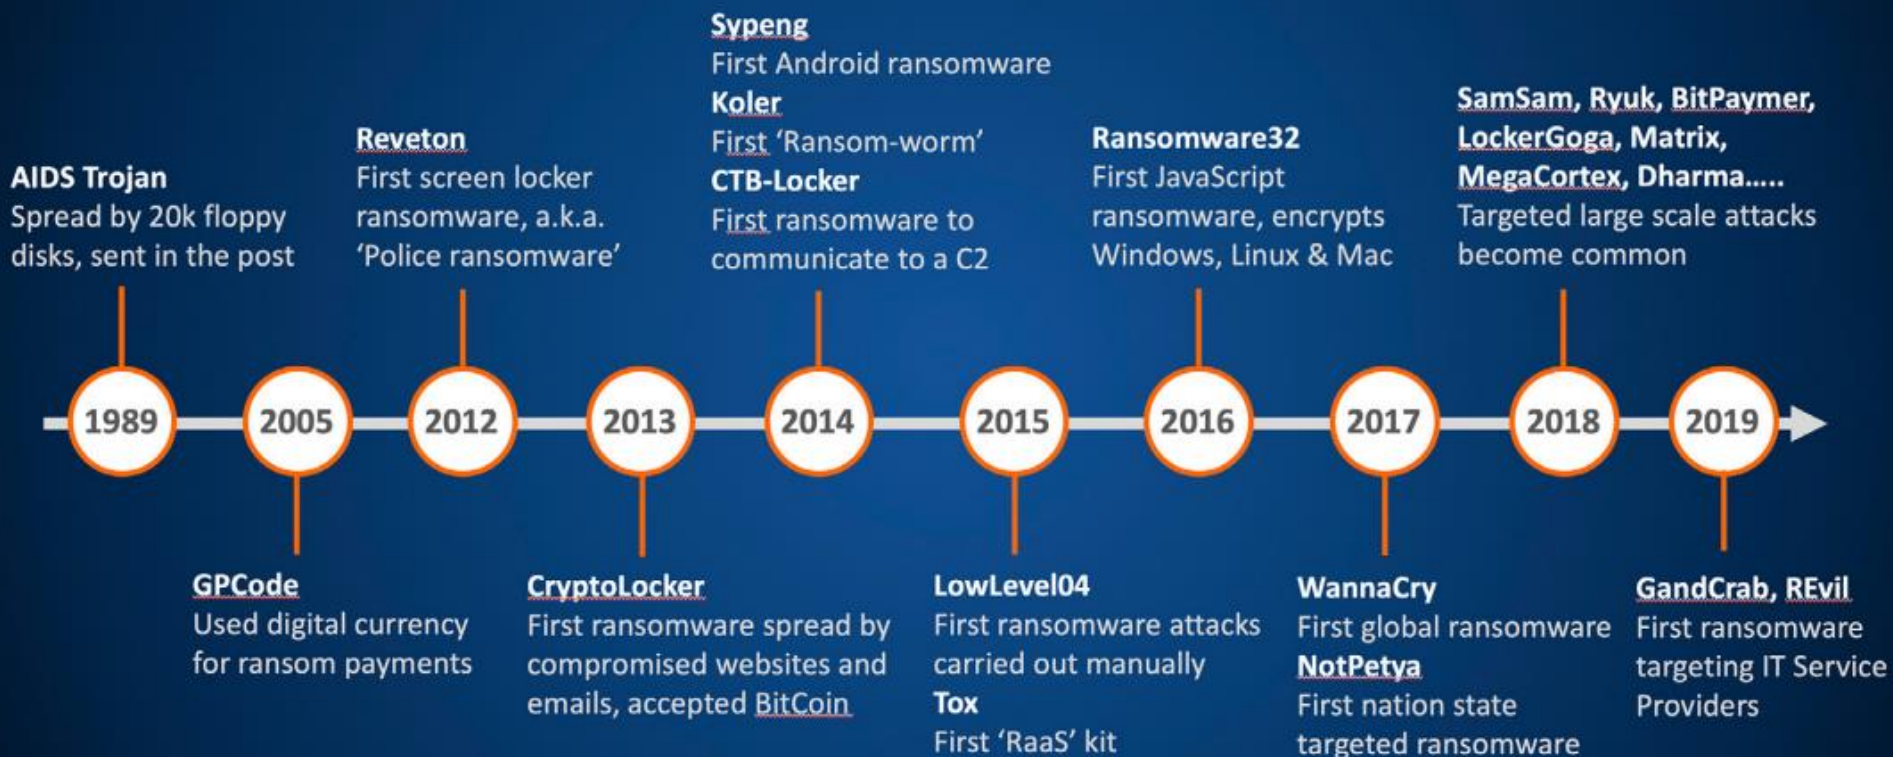 AIDS Trojan
Spread by 20k floppy
disks, sent in the post
Reveton
First screen locker
ransomware, a.k.a.
‘Police ransomware’
Sypeng
First Android ransomware
Koler
First ‘Ransom-worm’
CTB-Locker
First ransomware to
communicate to a C2
Ransomware32
First JavaScript
ransomware, encrypts
Windows, Linux & Mac
SamSam, Ryuk, BitPaymer,
LockerGoga, Matrix,
MegaCortex, Dharma.....
Targeted large scale attacks
become common
1989
2005
2012
2013
2014
2015
2016
2017
2018
2019
GPCode
Used digital currency
for ransom payments
CryptoLocker
First ransomware spread by
compromised websites and
emails, accepted BitCoin
LowLevel04
First ransomware attacks
carried out manually
Tox
First ‘RaaS’ kit
WannaCry
First global ransomware
NotPetya
First nation state
targeted ransomware
GandCrab, REvil
First ransomware
targeting IT Service
Providers